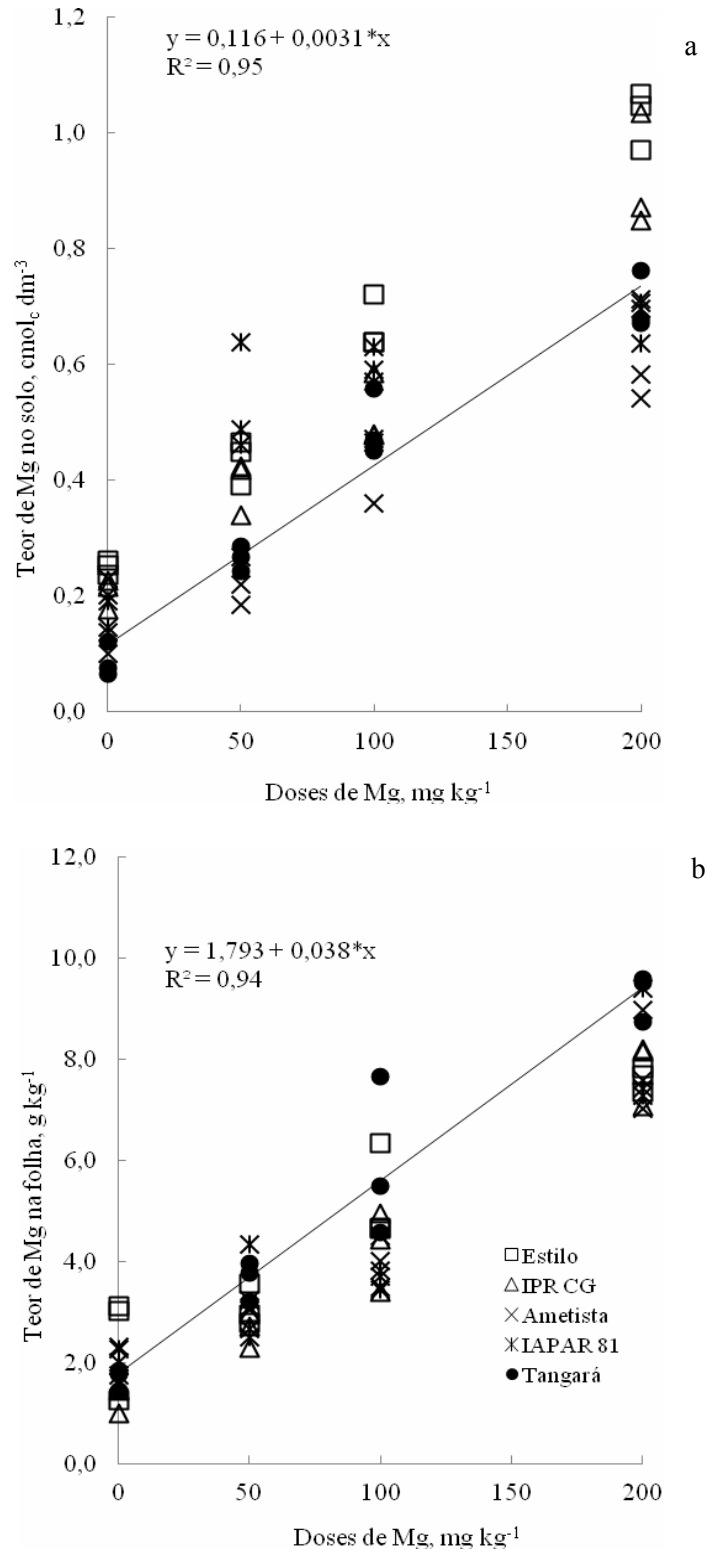 1,2
y = 0,116 + 0,0031*x
R² = 0,95
a
1,0
0,8
0,6
0,4
0,2
0,0
Teor de Mg no solo, cmolc dm-3
0 50 100 200
Doses de Mg, mg kg-1
12,0
b
y = 1,793 + 0,038*x
R² = 0,94
10,0
8,0
6,0
4,0
2,0
0,0
Teor de Mg na folha, g kg-1
Estilo
IPR CG
Ametista
IAPAR 81
Tangará
0 50 100 200
Doses de Mg, mg kg-1